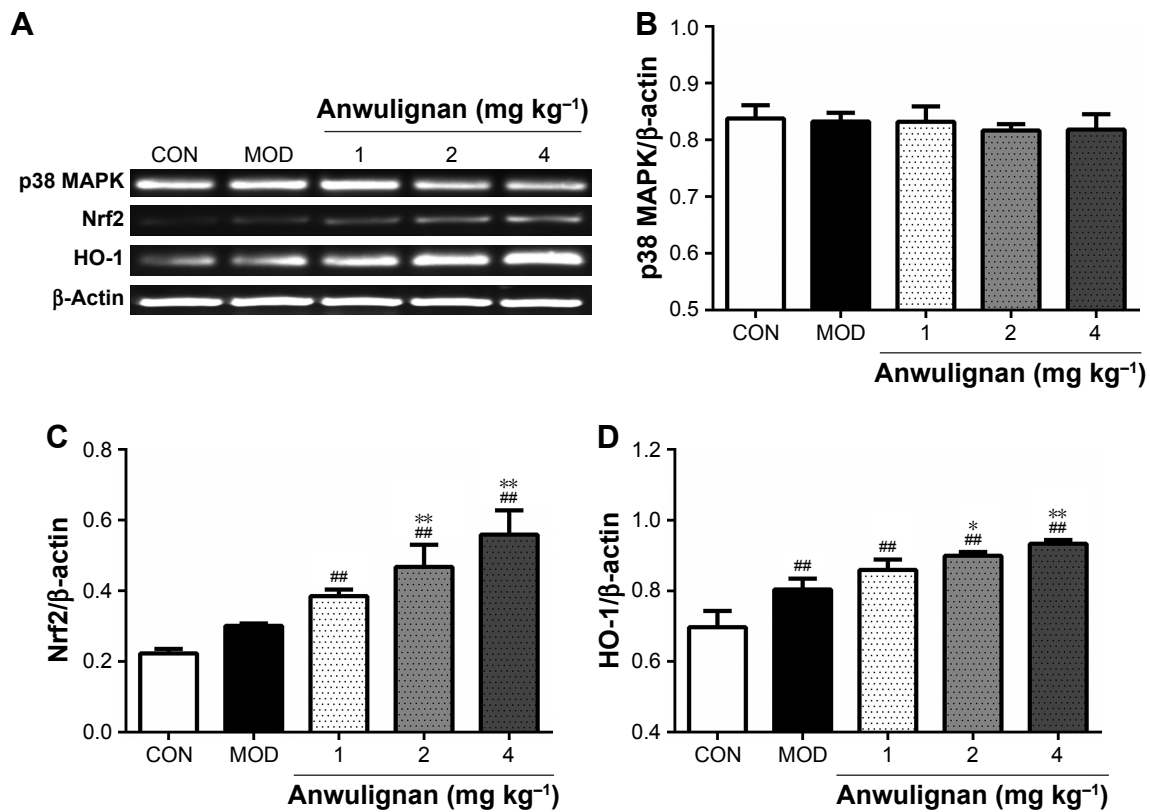 A
Anwulignan (mg kg⁻¹)
CON MOD 1 2 4
p38 MAPK
Nrf2
HO-1
β-Actin
B
p38 MAPK/β-actin
1.0
0.9
0.8
0.7
0.6
0.5
CON MOD 1 2 4
Anwulignan (mg kg⁻¹)
C
Nrf2/β-actin
0.8
0.6
0.4
0.2
0.0
##
**
##
**
##
CON MOD 1 2 4
Anwulignan (mg kg⁻¹)
D
HO-1/β-actin
1.2
1.0
0.8
0.6
0.4
##
##
*
##
**
##
CON MOD 1 2 4
Anwulignan (mg kg⁻¹)